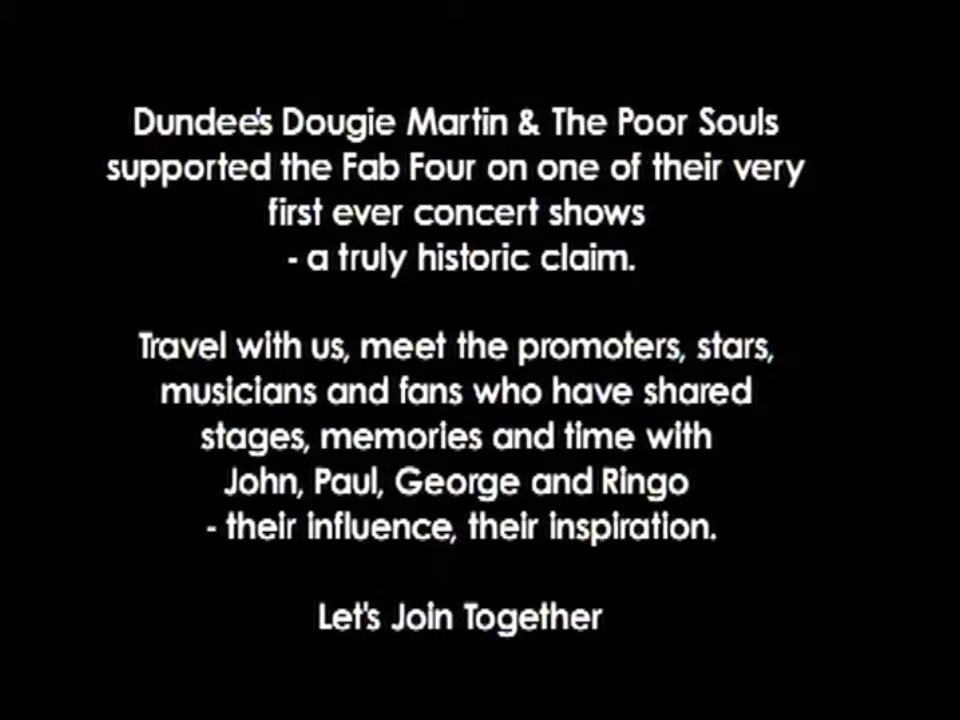 Dundee's Dougie Martin & The Poor Souls
supported the Fab Four on one of their very
first ever concert shows
- a truly historic claim.
Travel with us, meet the promoters, stars,
musicians and fans who have shared
stages, memories and time with
John, Paul, George and Ringo
- their influence, their inspiration.
Let's Join Together